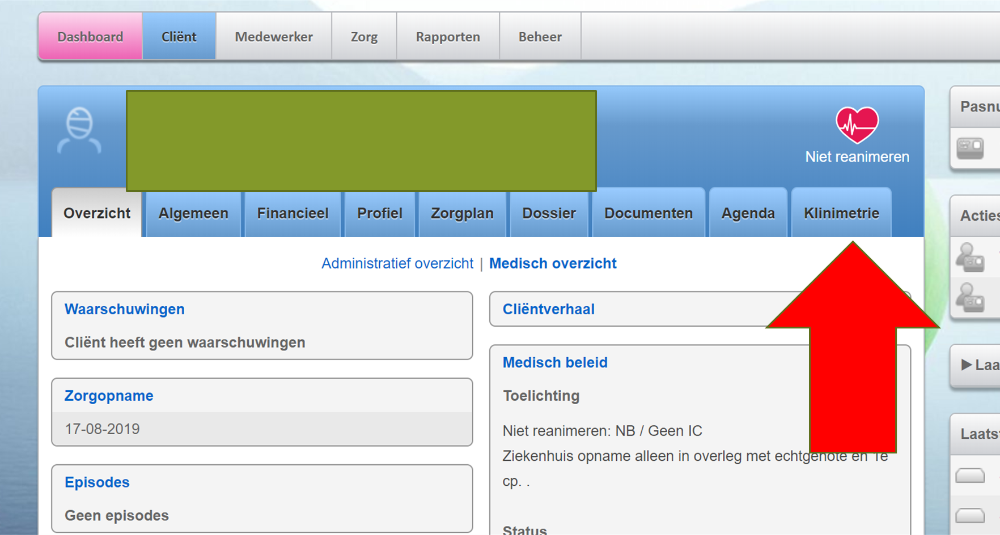 Dashboard
Cliënt
Medewerker
Zorg
Rapporten
Beheer
Niet reanimeren
Overzicht
Algemeen
Financieel
Profiel
Zorgplan
Dossier
Documenten
Agenda
Klinimetrie
Administratief overzicht | Medisch overzicht
Waarschuwingen
Cliënt heeft geen waarschuwingen
Zorgopname
17-08-2019
Episodes
Geen episodes
Cliëntverhaal
Medisch beleid
Toelichting
Niet reanimeren: NB / Geen IC
Ziekenhuis opname alleen in overleg met echtgenote en 1e
cp. .
Status
Pasnu
Acties
Laa
Laats